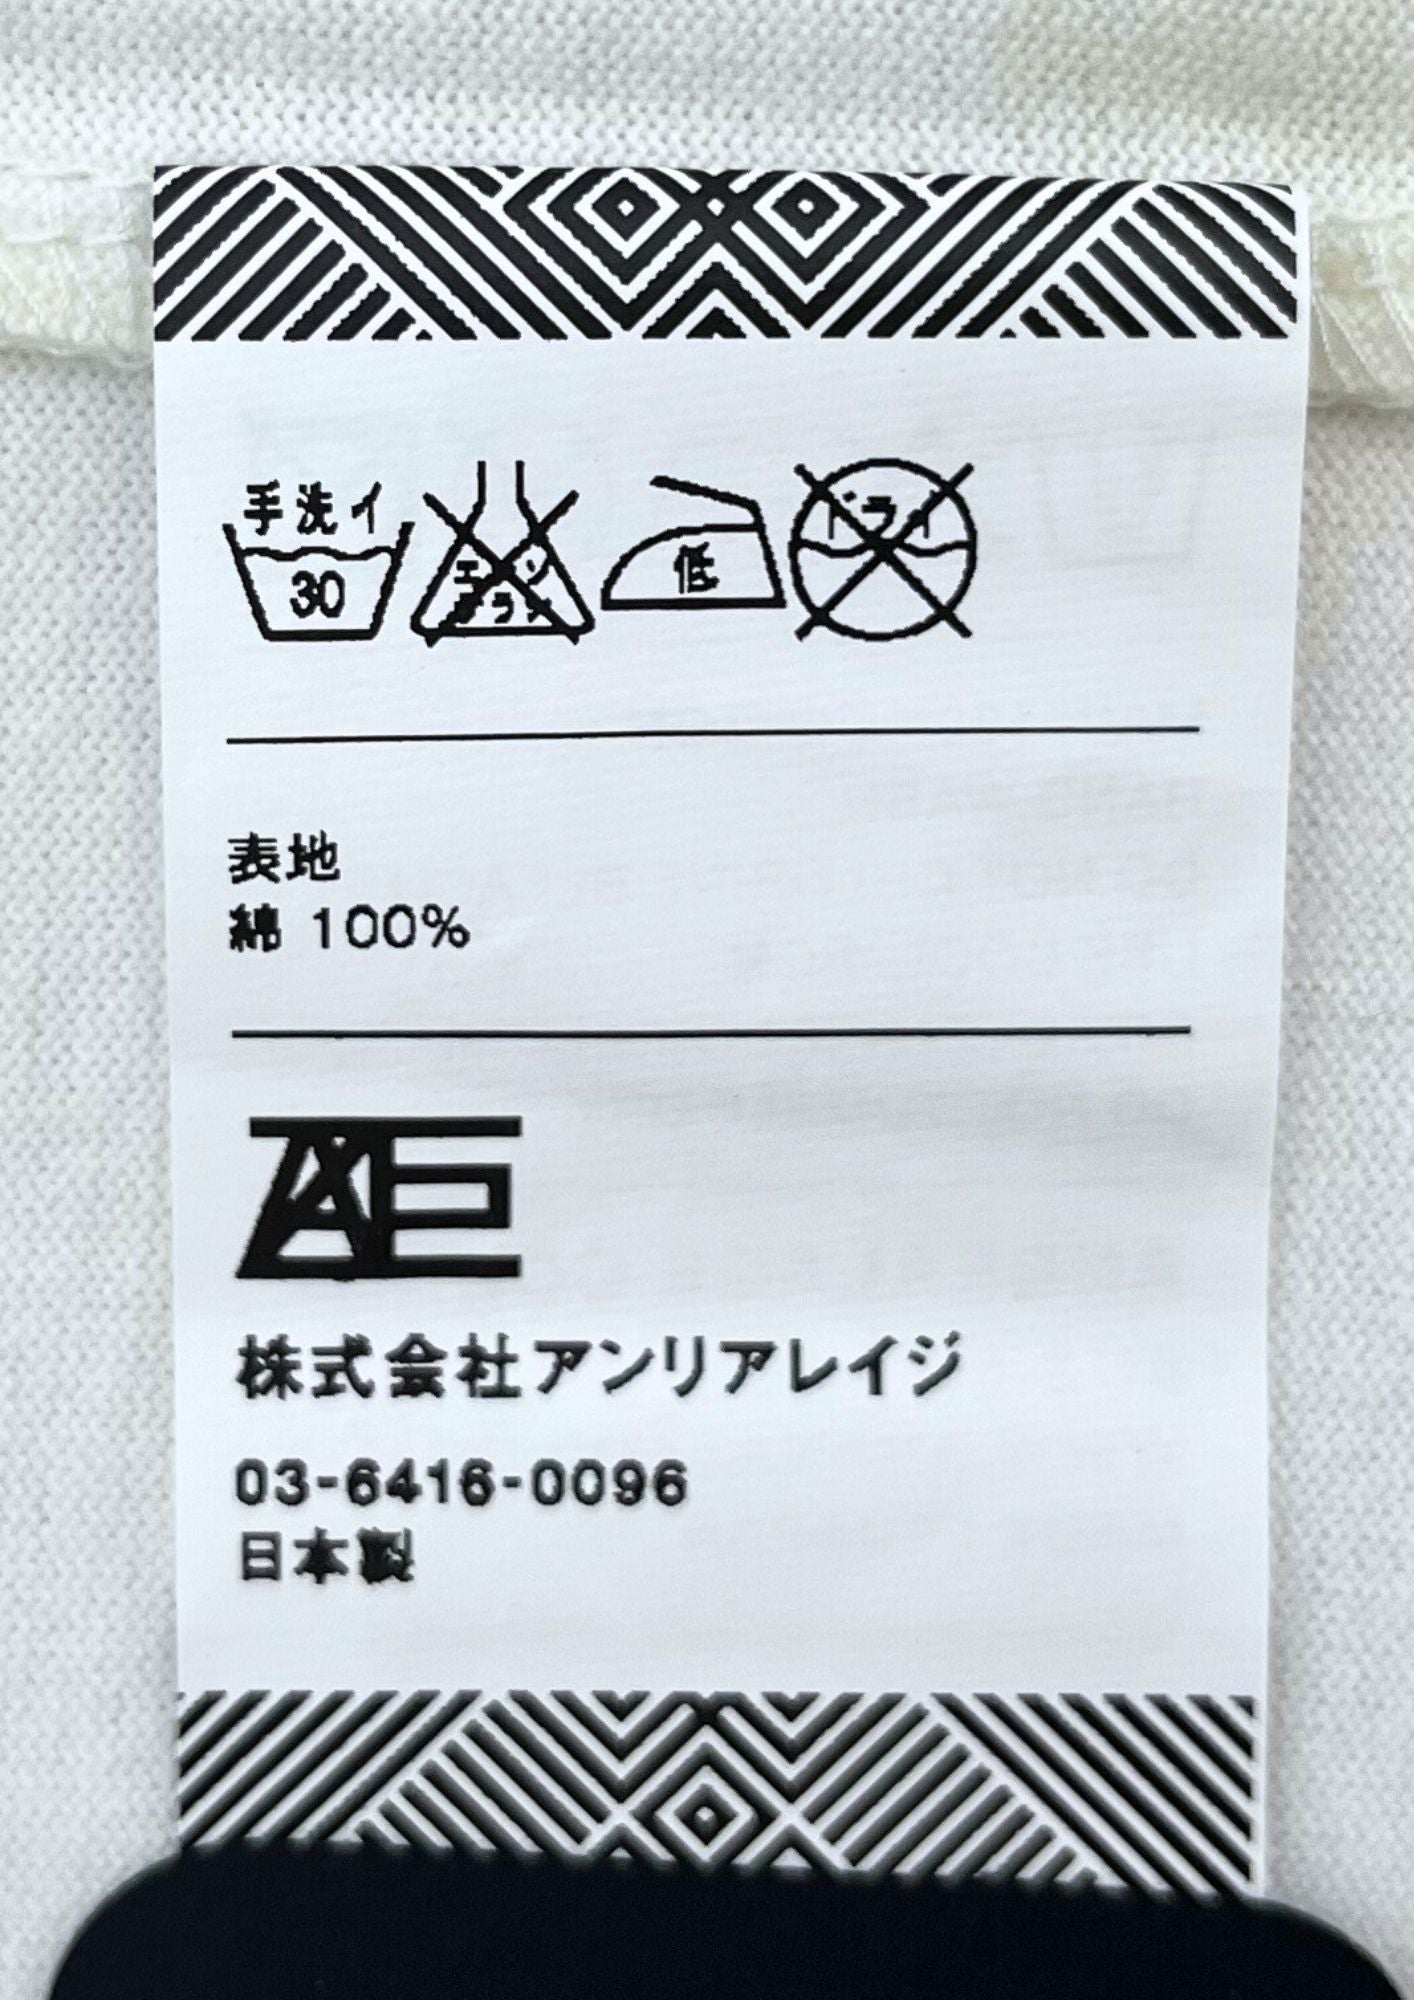 手洗イ
30
エンソ
サラシ
低
ドライ
表地
綿 100%
AE
株式会社アンリアレイジ
03-6416-0096
日本製